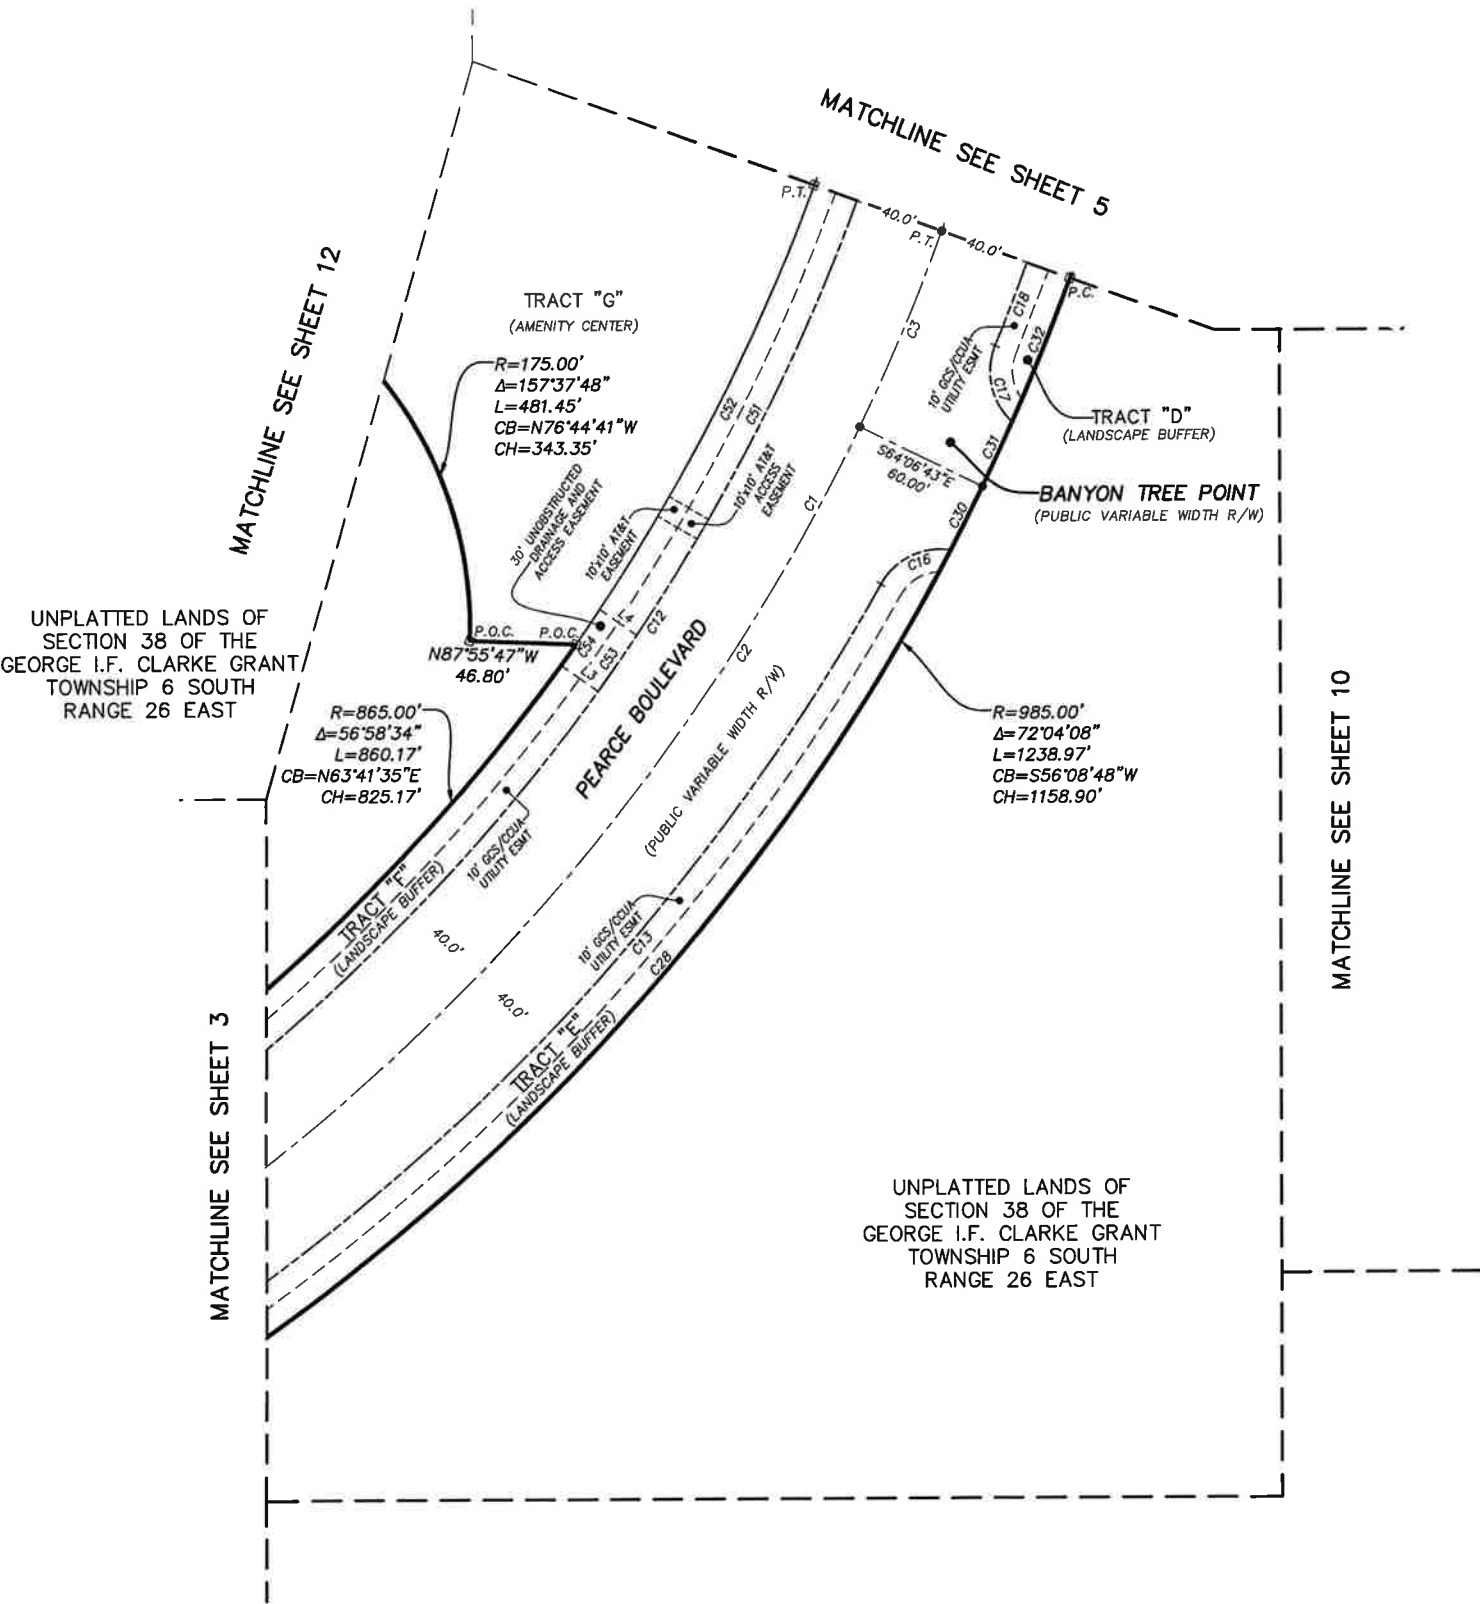 MATCHLINE SEE SHEET 5
P.T.
40.0'
P.T.
40.0'
P.C.
MATCHLINE SEE SHEET 12
TRACT "G"
(AMENITY CENTER)
R=175.00'
Δ=157°37'48"
L=481.45'
CB=N76°44'41"W
CH=343.35'
C52
C51
C3
C18
C32
10' GCS/CCUA
UTILITY ESMT
C17
TRACT "D"
(LANDSCAPE BUFFER)
C31
S64°06'43"E
60.00'
BANYON TREE POINT
(PUBLIC VARIABLE WIDTH R/W)
C30
C1
10'x10' AT&T
ACCESS
EASEMENT
10'x10' AT&T
EASEMENT
30' UNOBSTRUCTED
DRAINAGE AND
ACCESS EASEMENT
C16
UNPLATTED LANDS OF
SECTION 38 OF THE
GEORGE I.F. CLARKE GRANT
TOWNSHIP 6 SOUTH
RANGE 26 EAST
P.O.C.
P.O.C.
N87°55'47"W
46.80'
C54
C53
C12
C2
PEARCE BOULEVARD
(PUBLIC VARIABLE WIDTH R/W)
R=865.00'
Δ=56°58'34"
L=860.17'
CB=N63°41'35"E
CH=825.17'
R=985.00'
Δ=72°04'08"
L=1238.97'
CB=S56°08'48"W
CH=1158.90'
MATCHLINE SEE SHEET 10
10' GCS/CCUA
UTILITY ESMT
TRACT "F"
(LANDSCAPE BUFFER)
40.0'
40.0'
10' GCS/CCUA
UTILITY ESMT
C13
C28
TRACT "E"
(LANDSCAPE BUFFER)
MATCHLINE SEE SHEET 3
UNPLATTED LANDS OF
SECTION 38 OF THE
GEORGE I.F. CLARKE GRANT
TOWNSHIP 6 SOUTH
RANGE 26 EAST